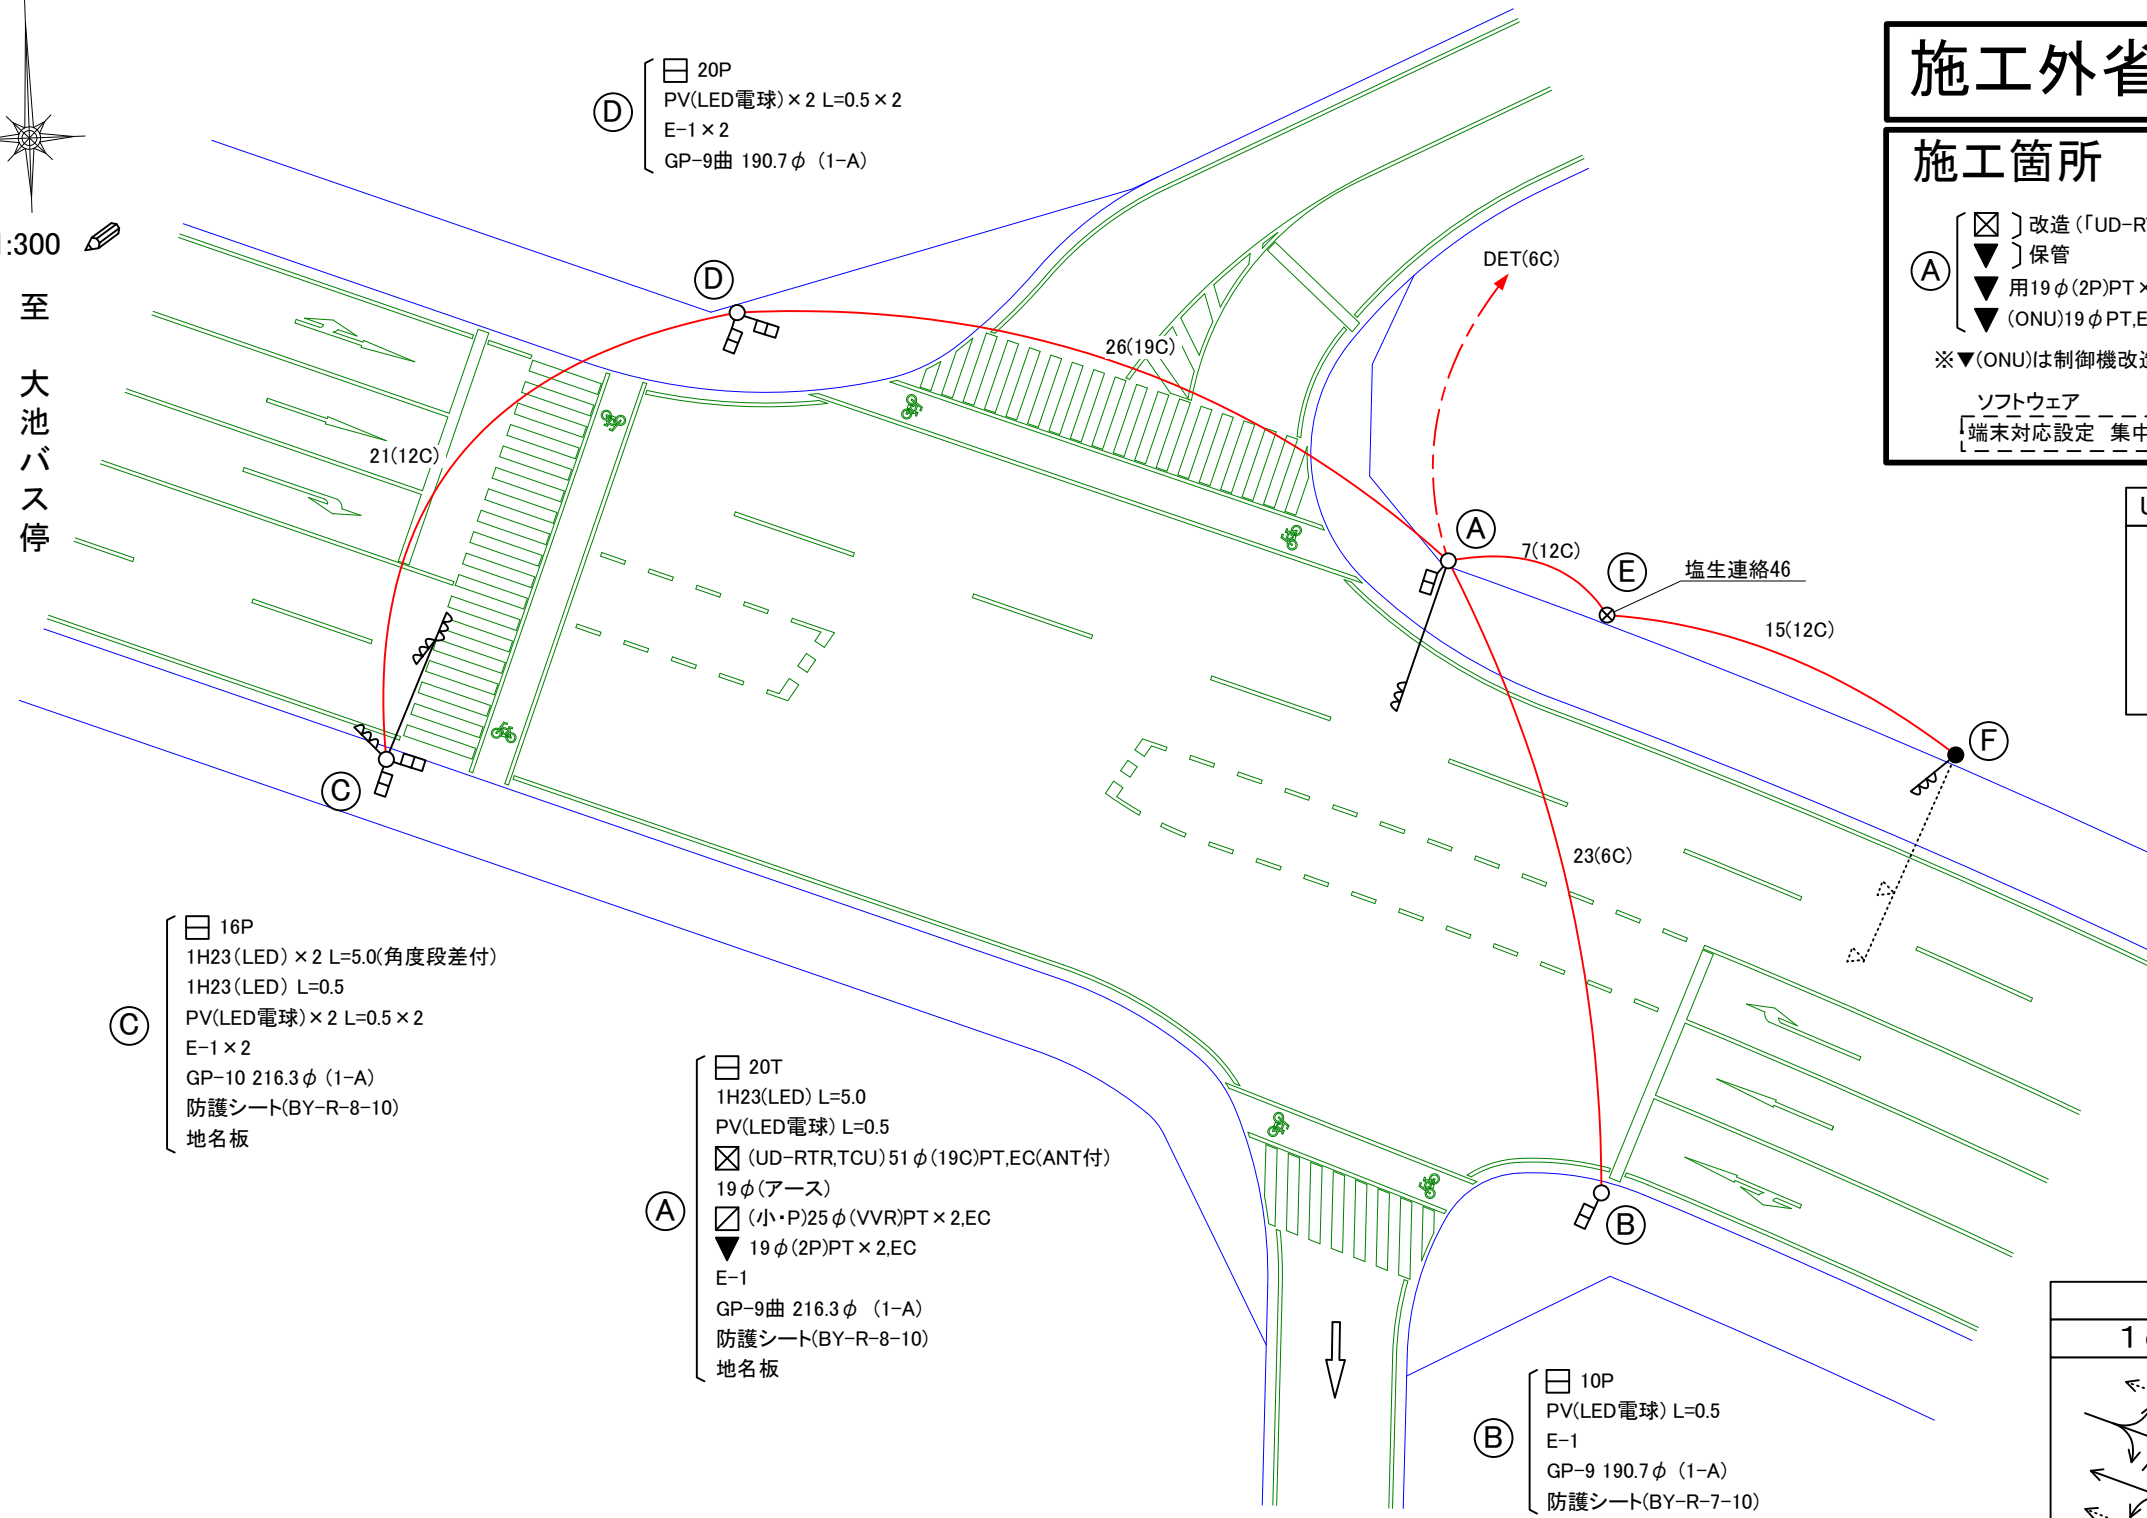 1:300
至 大池バス停
D
20P
PV(LED電球)×2 L=0.5×2
E-1×2
GP-9曲 190.7φ (1-A)
施工外省
施工箇所
A
改造(「UD-R
保管
▼ 用19φ(2P)PT×
▼ (ONU)19φPT,E
※▼(ONU)は制御機改造
ソフトウェア
端末対応設定 集中
D
DET(6C)
26(19C)
21(12C)
A
7(12C)
E
塩生連絡46
15(12C)
F
C
23(6C)
B
C
16P
1H23(LED)×2 L=5.0(角度段差付)
1H23(LED) L=0.5
PV(LED電球)×2 L=0.5×2
E-1×2
GP-10 216.3φ (1-A)
防護シート(BY-R-8-10)
地名板
A
20T
1H23(LED) L=5.0
PV(LED電球) L=0.5
(UD-RTR,TCU)51φ(19C)PT,EC(ANT付)
19φ(アース)
(小・P)25φ(VVR)PT×2,EC
▼ 19φ(2P)PT×2,EC
E-1
GP-9曲 216.3φ (1-A)
防護シート(BY-R-8-10)
地名板
B
10P
PV(LED電球) L=0.5
E-1
GP-9 190.7φ (1-A)
防護シート(BY-R-7-10)
1